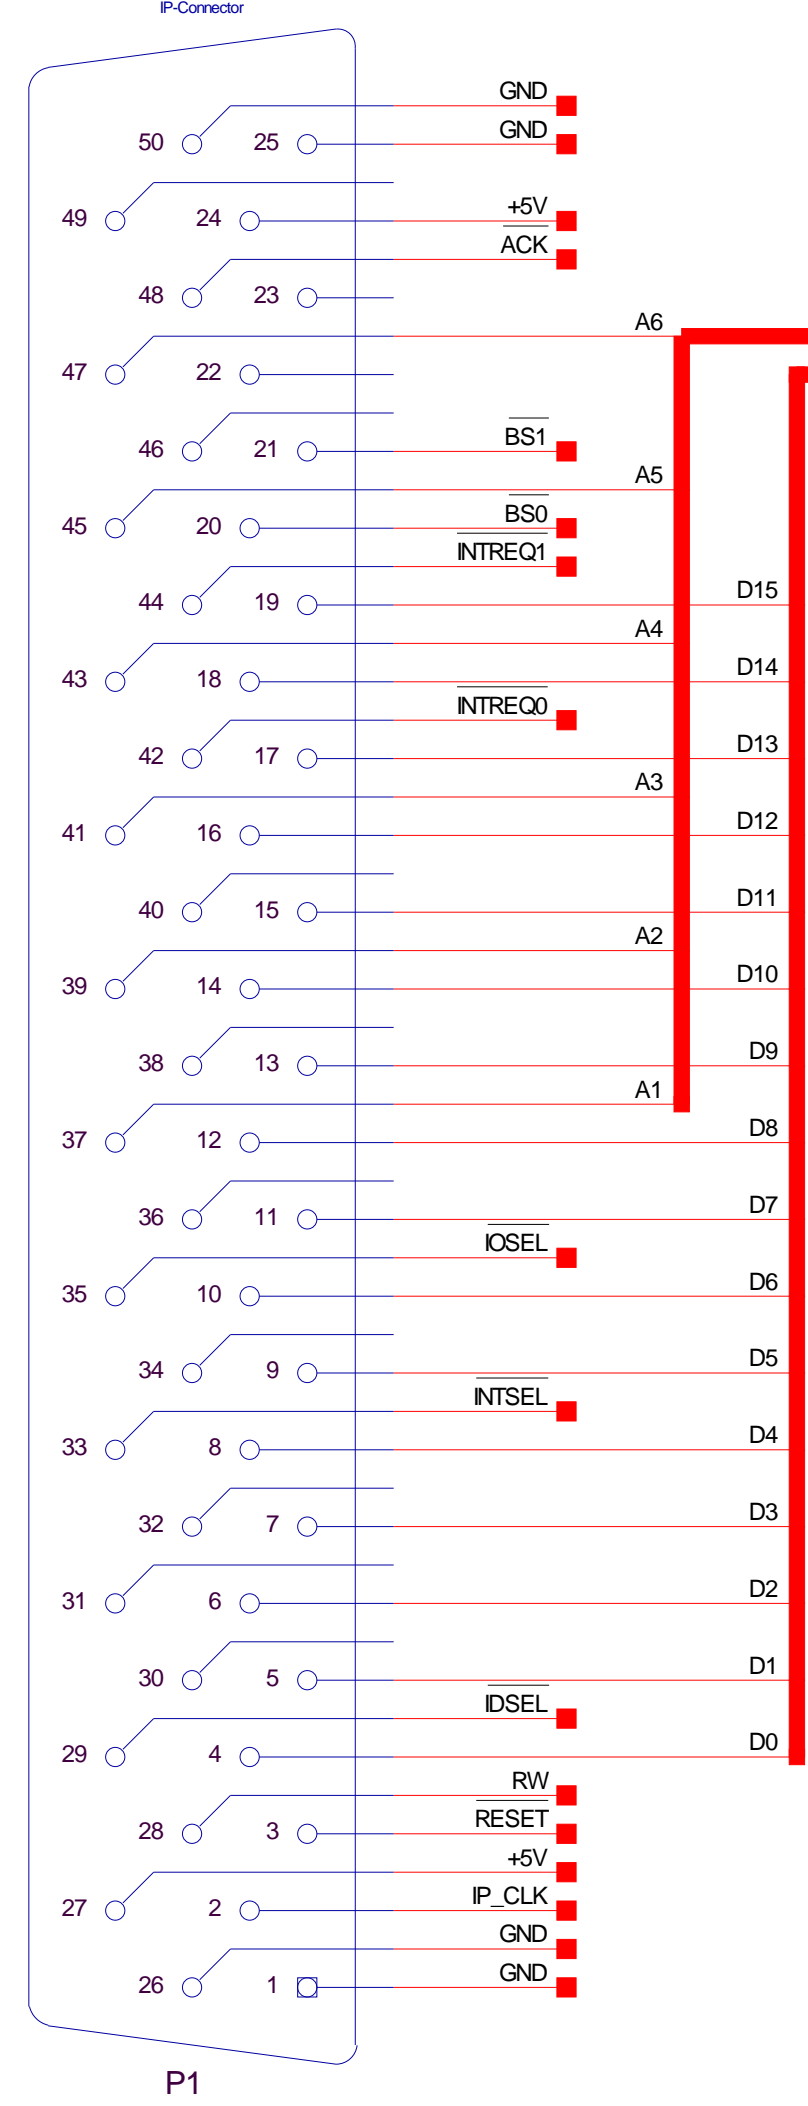 IP-Connector
GND
50 25 GND
49 24 +5V
ACK
48 23
A6
47 22
46 21 BS1
A5
45 20 BS0
INTREQ1
44 19 D15
A4
43 18 D14
INTREQ0
42 17 D13
A3
41 16 D12
40 15 D11
A2
39 14 D10
38 13 D9
A1
37 12 D8
36 11 D7
IOSEL
35 10 D6
34 9 D5
INTSEL
33 8 D4
32 7 D3
31 6 D2
30 5 D1
IDSEL
29 4 D0
RW
28 3 RESET
+5V
27 2 IP_CLK
GND
26 1 GND
P1